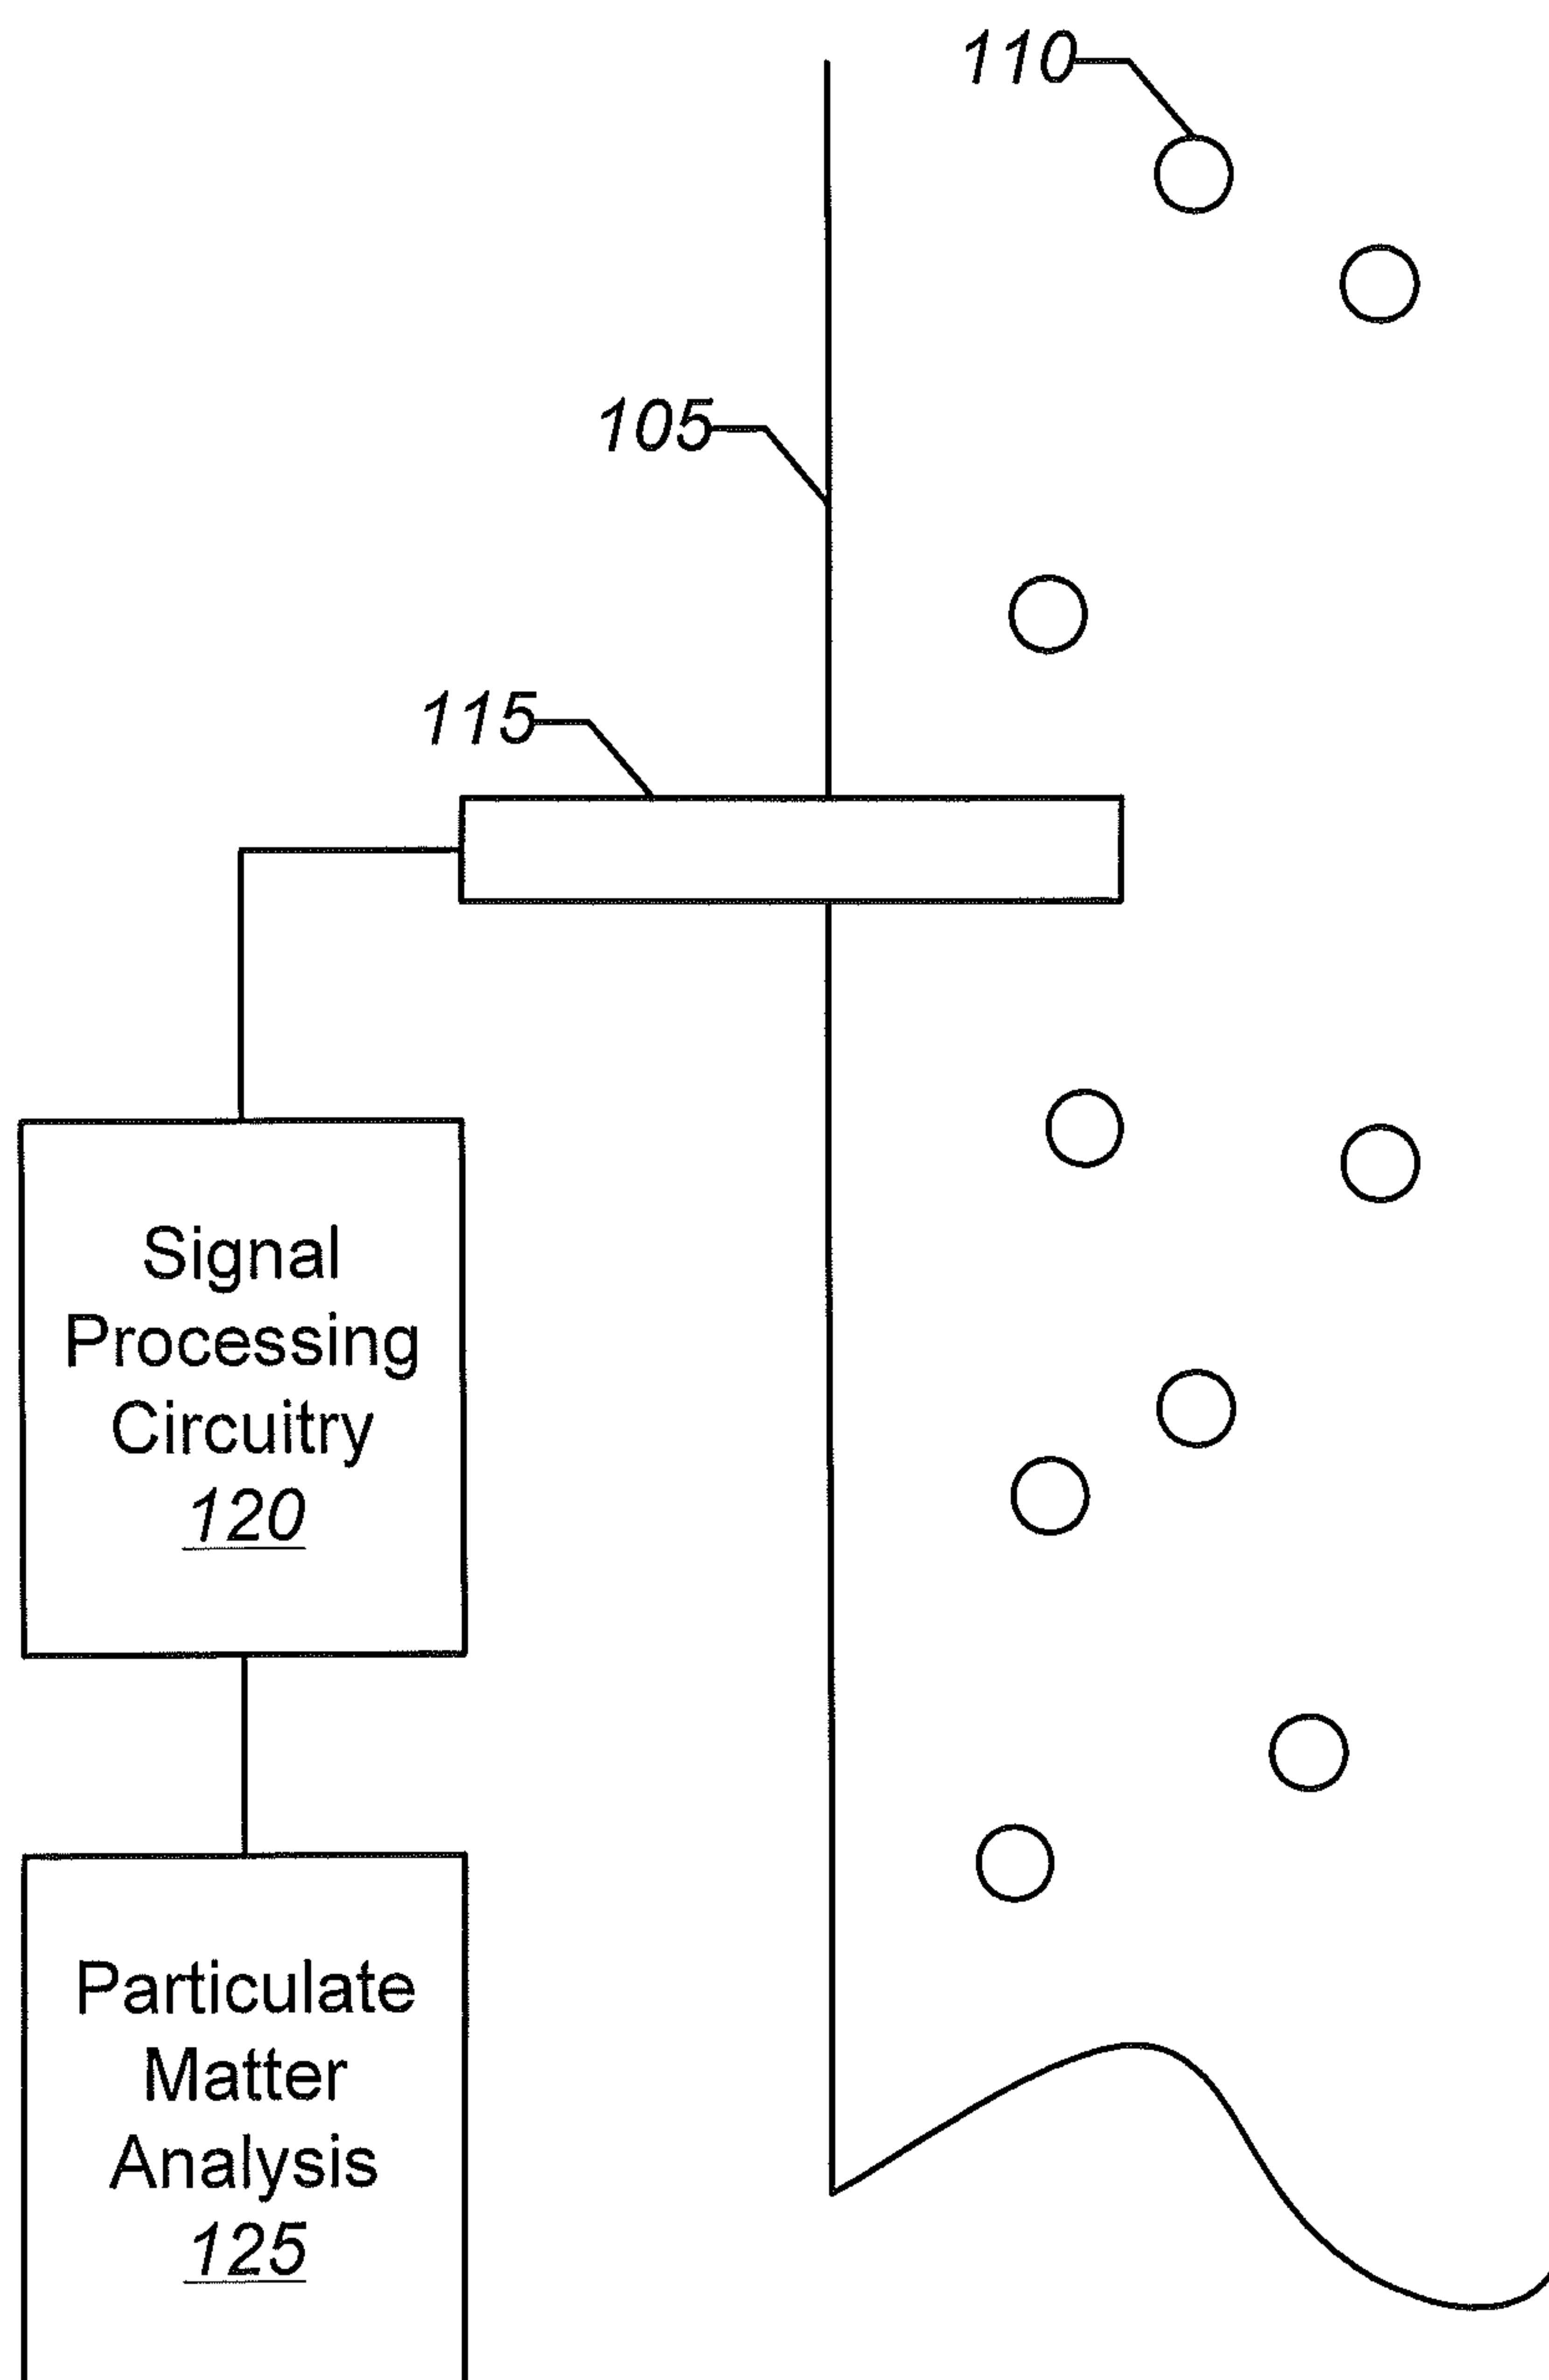 110
105
115
Signal
Processing
Circuitry
120
Particulate
Matter
Analysis
125